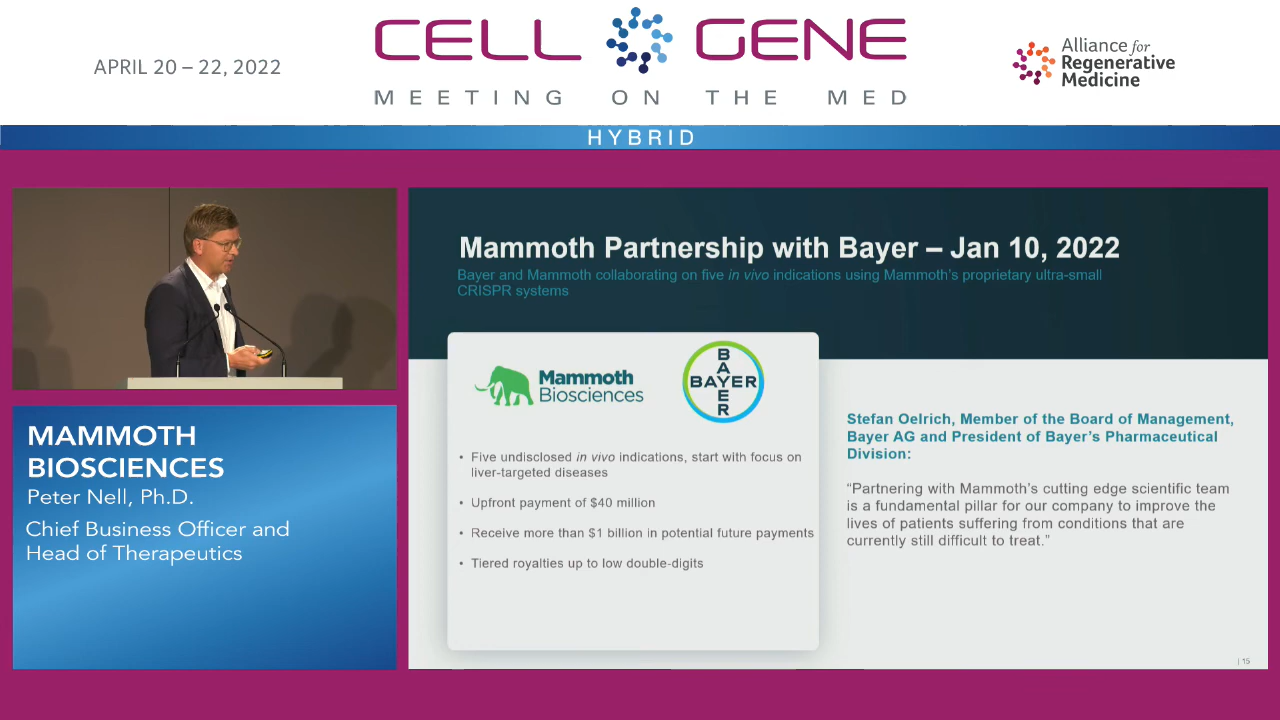 APRIL 20 – 22, 2022
CELL GENE
MEETING ON THE MED
Alliance for
Regenerative
Medicine
HYBRID
MAMMOTH
BIOSCIENCES
Peter Nell, Ph.D.
Chief Business Officer and
Head of Therapeutics
Mammoth Partnership with Bayer – Jan 10, 2022
Bayer and Mammoth collaborating on five in vivo indications using Mammoth's proprietary ultra-small
CRISPR systems
Mammoth
Biosciences
BAYER
BAYER
• Five undisclosed in vivo indications, start with focus on
liver-targeted diseases
• Upfront payment of $40 million
• Receive more than $1 billion in potential future payments
• Tiered royalties up to low double-digits
Stefan Oelrich, Member of the Board of Management,
Bayer AG and President of Bayer's Pharmaceutical
Division:
“Partnering with Mammoth's cutting edge scientific team
is a fundamental pillar for our company to improve the
lives of patients suffering from conditions that are
currently still difficult to treat.”
| 15